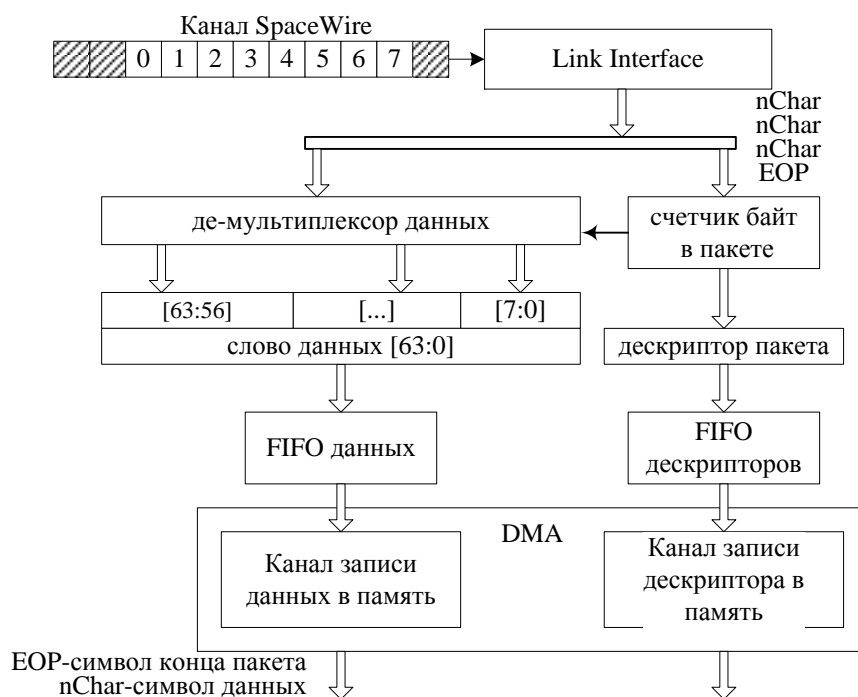 Канал SpaceWire
0 1 2 3 4 5 6 7
Link Interface
nChar
nChar
nChar
EOP
де-мультиплексор данных
счетчик байт
в пакете
[63:56] [...] [7:0]
слово данных [63:0]
дескриптор пакета
FIFO данных
FIFO
дескрипторов
DMA
Канал записи
данных в память
Канал записи
дескриптора в
память
EOP-символ конца пакета
nChar-символ данных